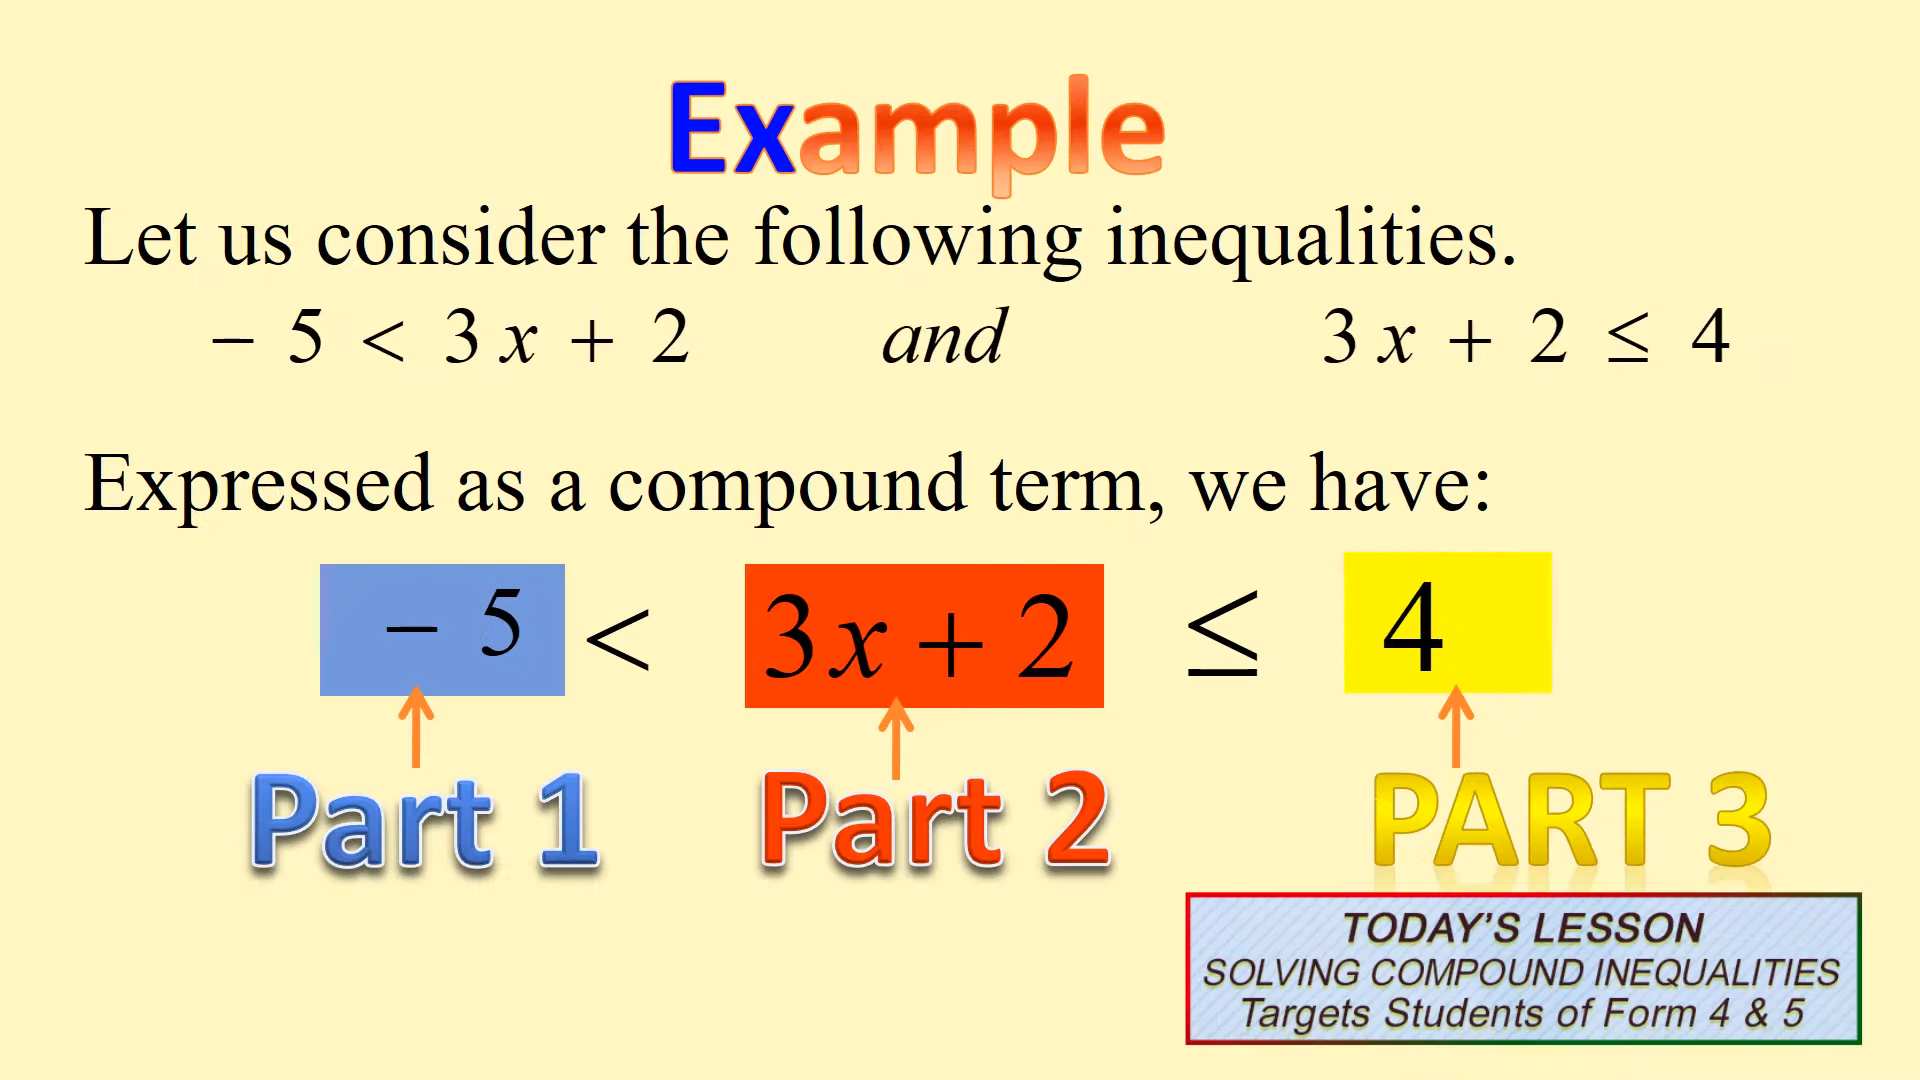 Example
Let us consider the following inequalities.
− 5 < 3x + 2 and 3x + 2 ≤ 4
Expressed as a compound term, we have:
− 5 < 3x + 2 ≤ 4
Part 1 Part 2 PART 3
TODAY'S LESSON
SOLVING COMPOUND INEQUALITIES
Targets Students of Form 4 & 5